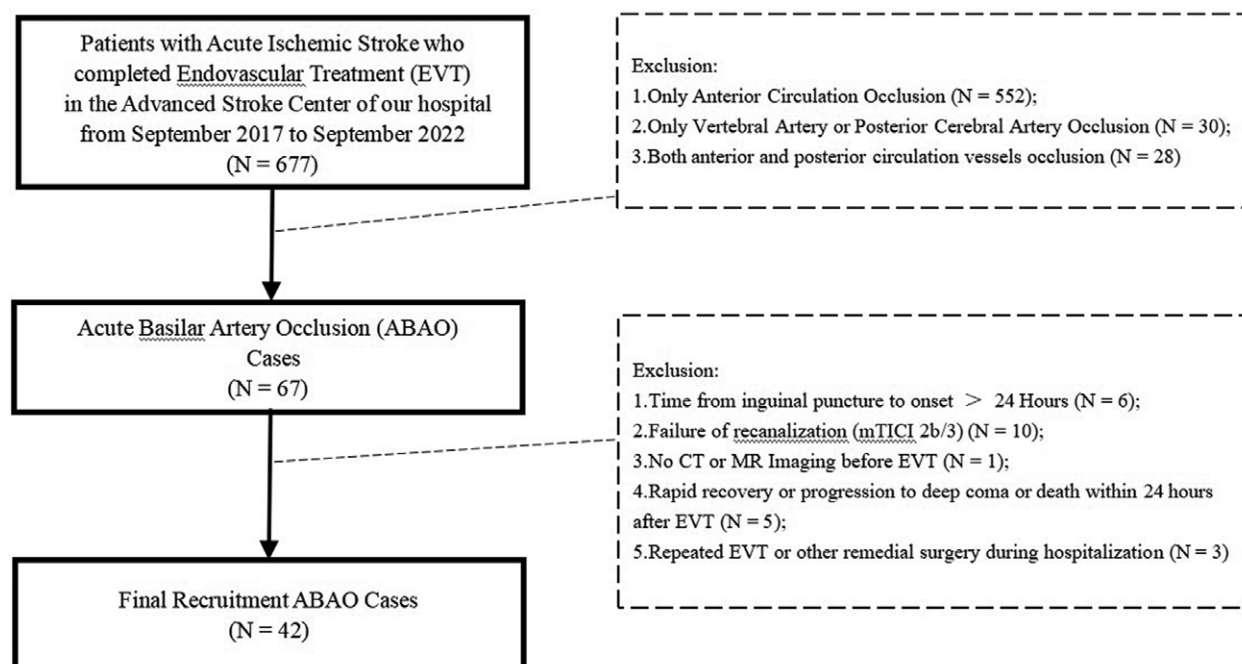 Patients with Acute Ischemic Stroke who
completed Endovascular Treatment (EVT)
in the Advanced Stroke Center of our hospital
from September 2017 to September 2022
(N = 677)
Exclusion:
1.Only Anterior Circulation Occlusion (N = 552);
2.Only Vertebral Artery or Posterior Cerebral Artery Occlusion (N = 30);
3.Both anterior and posterior circulation vessels occlusion (N = 28)
Acute Basilar Artery Occlusion (ABAO)
Cases
(N = 67)
Exclusion:
1.Time from inguinal puncture to onset ＞ 24 Hours (N = 6);
2.Failure of recanalization (mTICI 2b/3) (N = 10);
3.No CT or MR Imaging before EVT (N = 1);
4.Rapid recovery or progression to deep coma or death within 24 hours
after EVT (N = 5);
5.Repeated EVT or other remedial surgery during hospitalization (N = 3)
Final Recruitment ABAO Cases
(N = 42)